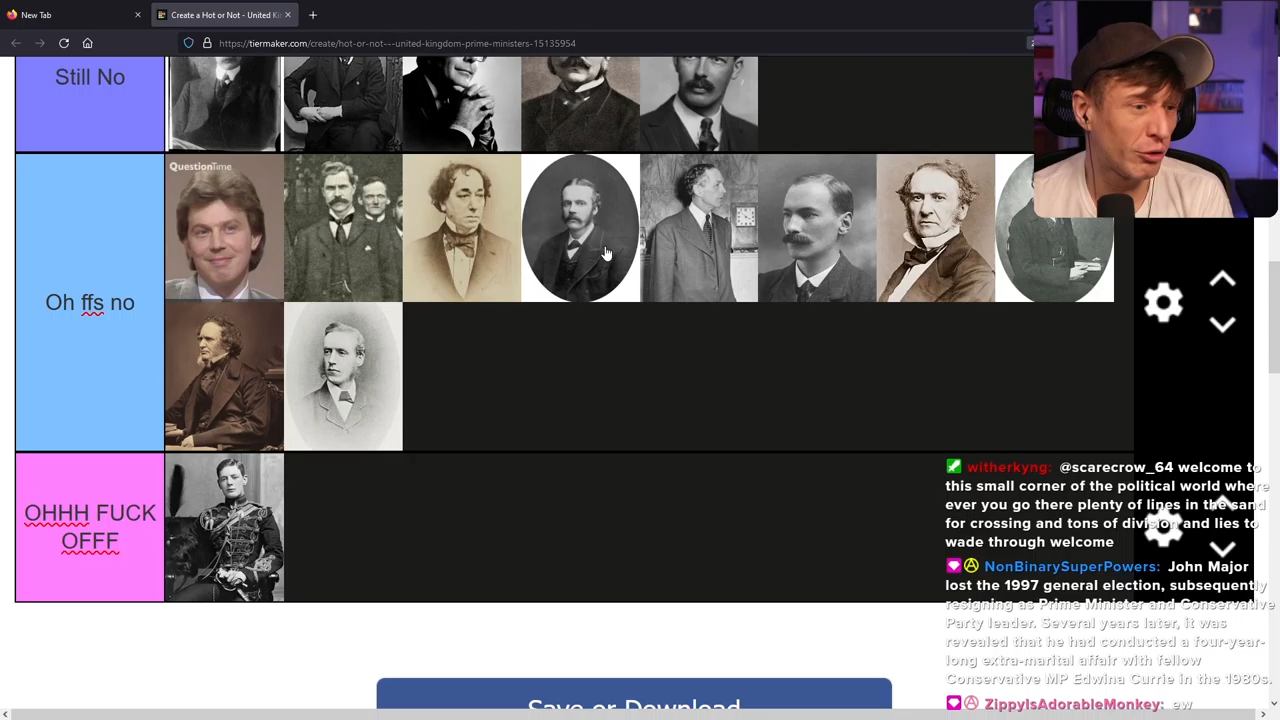 New Tab
Create a Hot or Not - United Ki
https://tiermaker.com/create/hot-or-not---united-kingdom-prime-ministers-15135954
Still No
QuestionTime
Oh ffs no
OHHH FUCK
OFFF
witherkyng: @scarecrow_64 welcome to
this small corner of the political world where
ever you go there plenty of lines in the sand
for crossing and tons of division and lies to
wade through welcome
NonBinarySuperPowers: John Major
lost the 1997 general election, subsequently
resigning as Prime Minister and Conservative
Party leader. Several years later, it was
revealed that he had conducted a four-year-
long extra-marital affair with fellow
Conservative MP Edwina Currie in the 1980s.
ZippyIsAdorableMonkey: ew
Save or Download